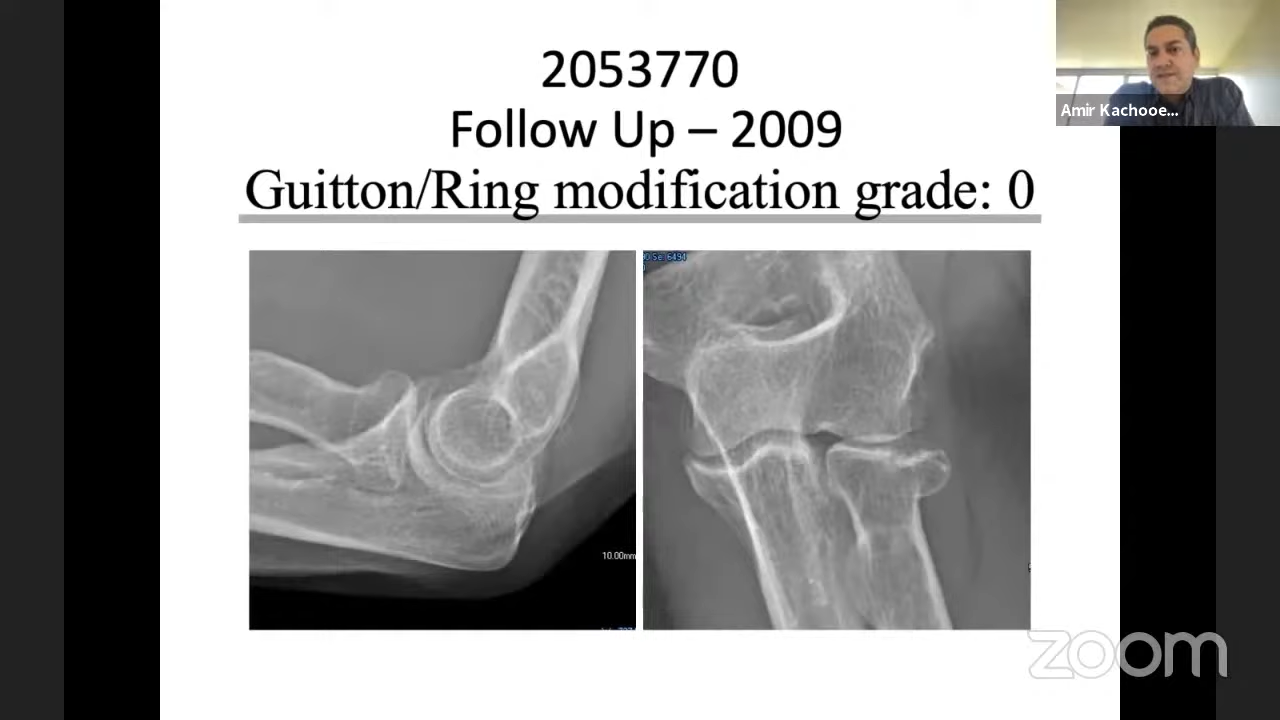 2053770
Follow Up – 2009
Guitton/Ring modification grade: 0
Amir Kachooe...
10.00mm
zoom